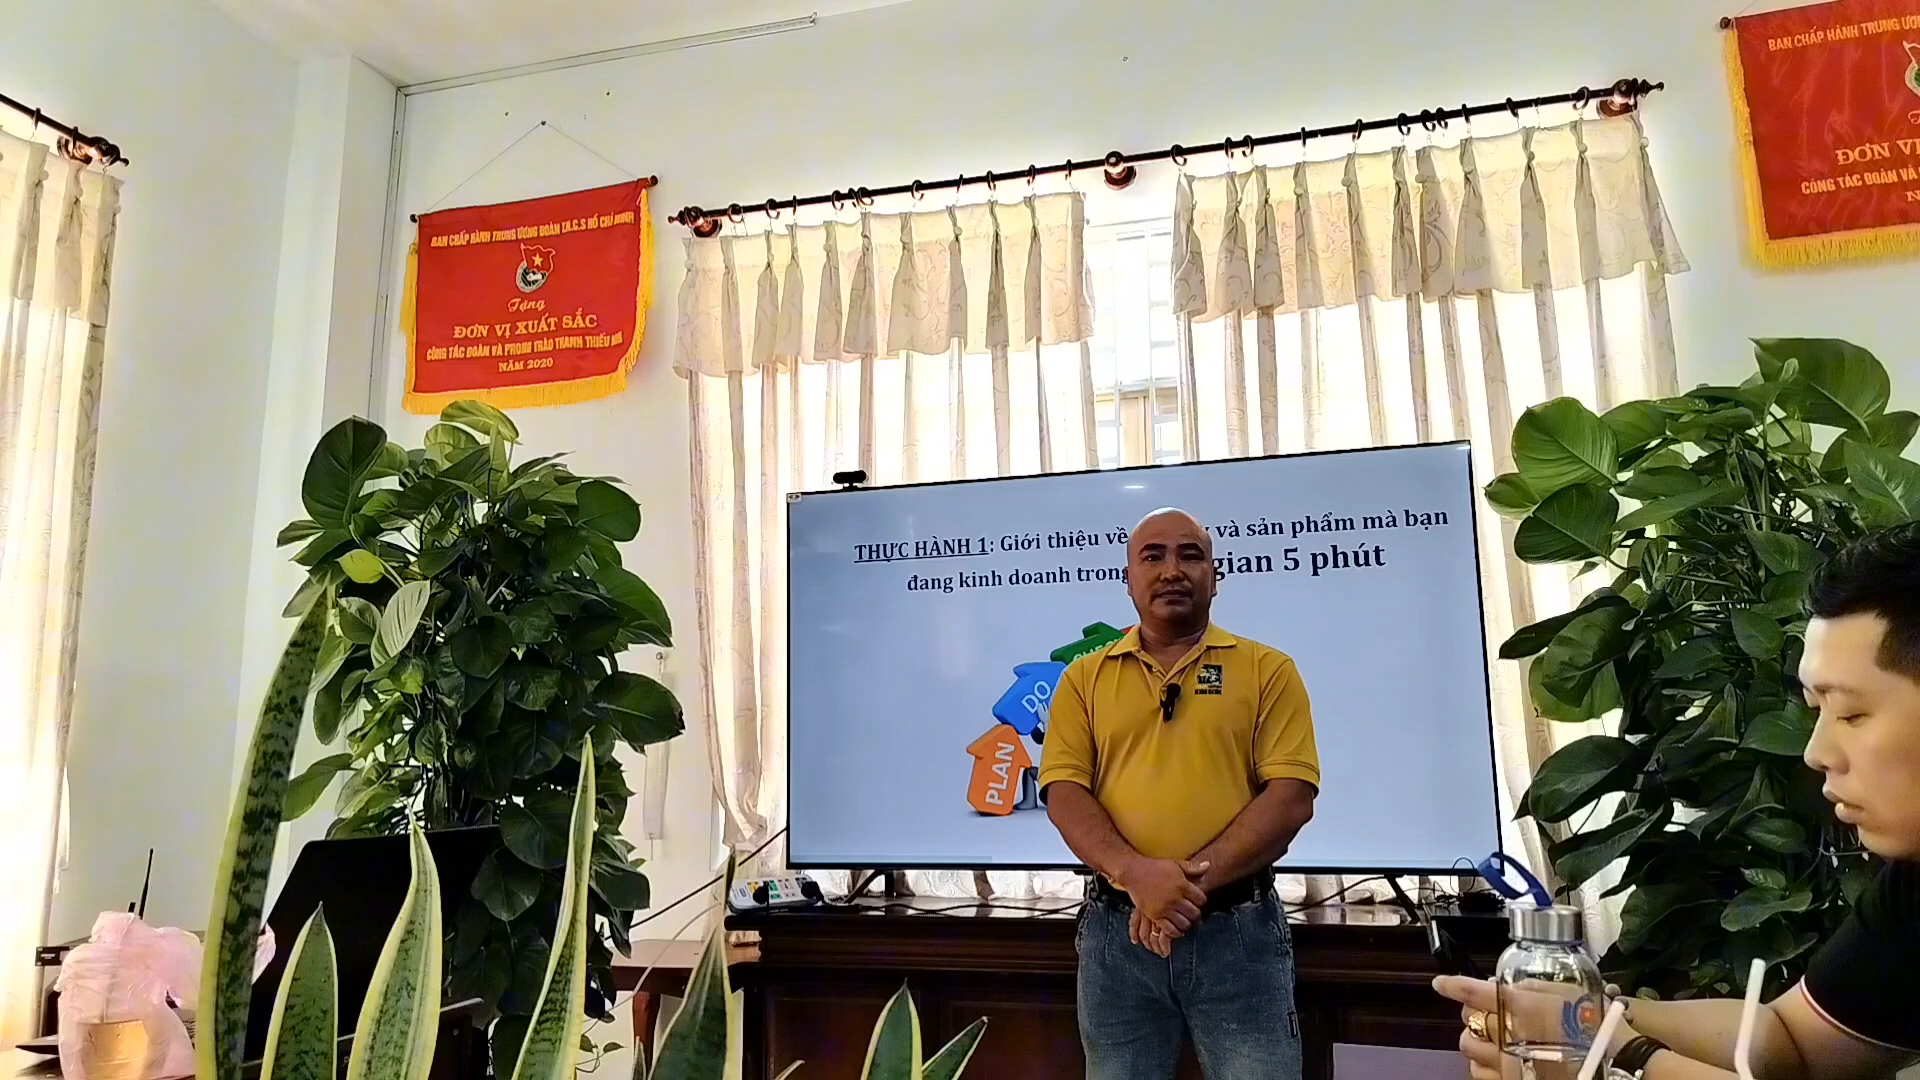 BAN CHẤP HÀNH TRUNG ƯƠNG ĐOÀN T.N.C.S HỒ CHÍ MINH
Tặng
ĐƠN VỊ XUẤT SẮC
CÔNG TÁC ĐOÀN VÀ PHONG TRÀO THANH THIẾU NHI
NĂM 2020
BAN CHẤP HÀNH TRUNG
ĐƠN VỊ
CÔNG TÁC ĐOÀN VÀ
THỰC HÀNH 1: Giới thiệu về và sản phẩm mà bạn
đang kinh doanh trong gian 5 phút
DO
PLAN